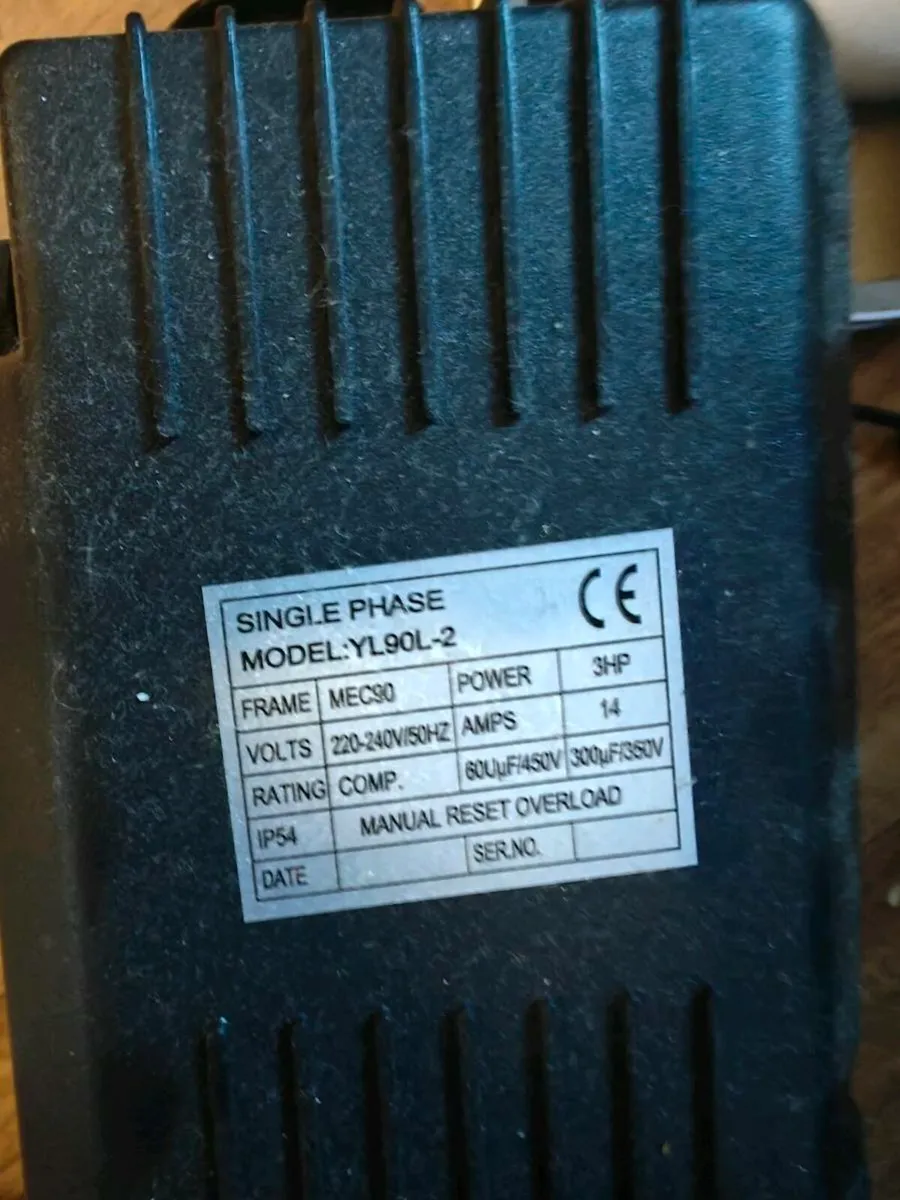 SINGLE PHASE CE
MODEL:YL90L-2
FRAME MEC90 POWER 3HP
VOLTS 220-240V/50HZ AMPS 14
RATING COMP. 60UµF/450V 300µF/350V
IP54 MANUAL RESET OVERLOAD
DATE SER.NO.